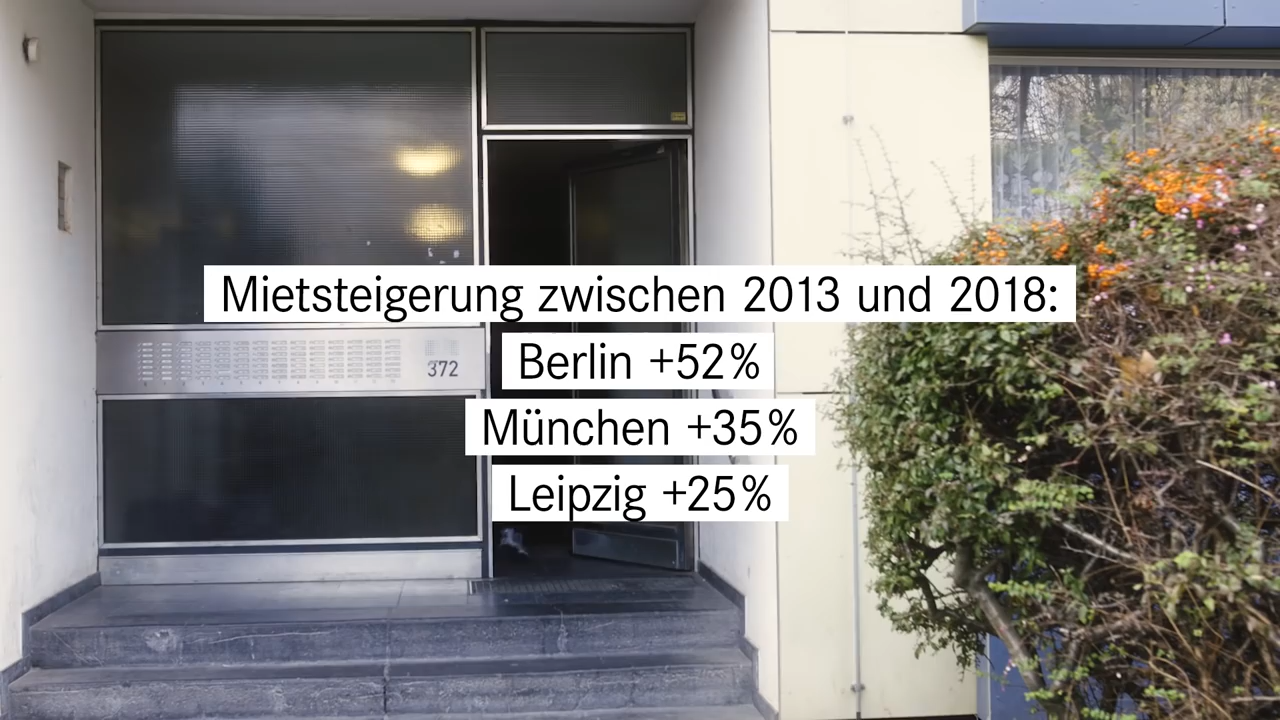 Mietsteigerung zwischen 2013 und 2018:
Berlin +52%
372
München +35%
Leipzig +25%